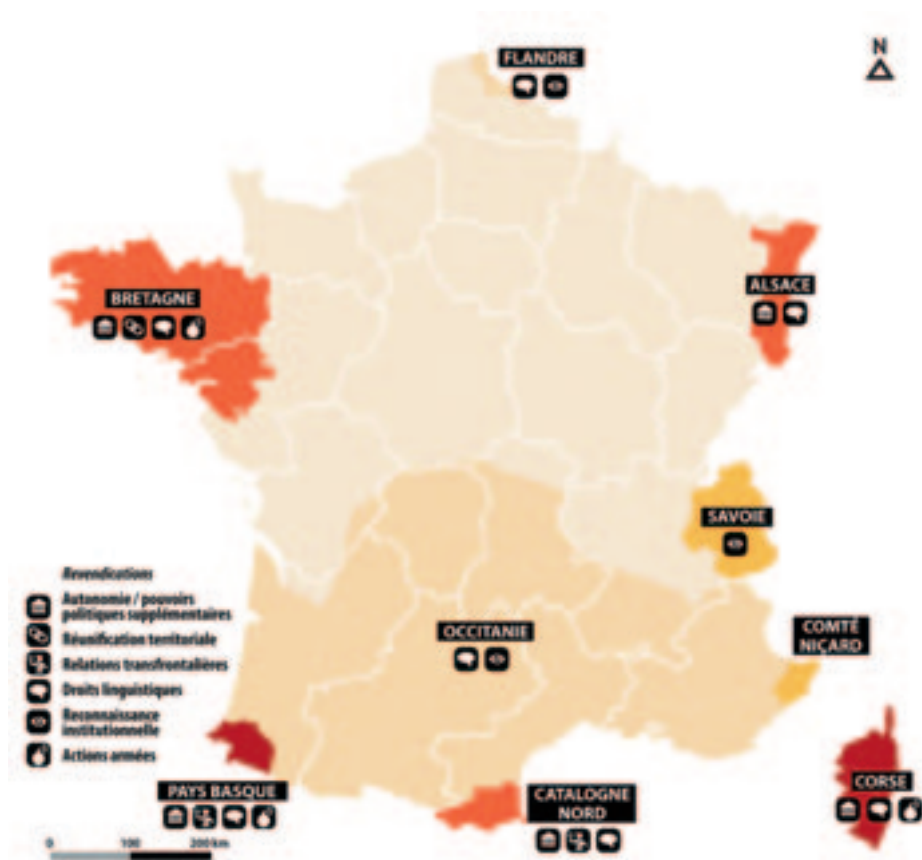 FLANDRE
N
BRETAGNE
ALSACE
SAVOIE
Revendications
Autonomie / pouvoirs
politiques supplémentaires
Réunification territoriale
Relations transfrontalières
Droits linguistiques
Reconnaissance
institutionnelle
Actions armées
OCCITANIE
COMTÉ
NIÇARD
PAYS BASQUE
CATALOGNE
NORD
CORSE
0 100 200 km